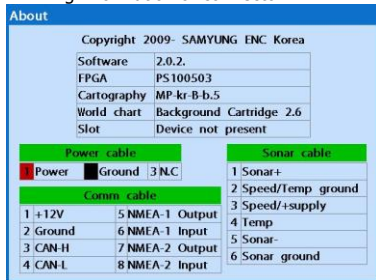 About
Copyright 2009- SAMYUNG ENC Korea
Software 2.0.2.
FPGA PS100503
Cartography MP-kr-B-b.5
World chart Background Cartridge 2.6
Slot Device not present
Power cable
1 Power Ground 3 N.C
Comm cable
1 +12V 5 NMEA-1 Output
2 Ground 6 NMEA-1 Input
3 CAN-H 7 NMEA-2 Output
4 CAN-L 8 NMEA-2 Input
Sonar cable
1 Sonar+
2 Speed/Temp ground
3 Speed/+supply
4 Temp
5 Sonar-
6 Sonar ground